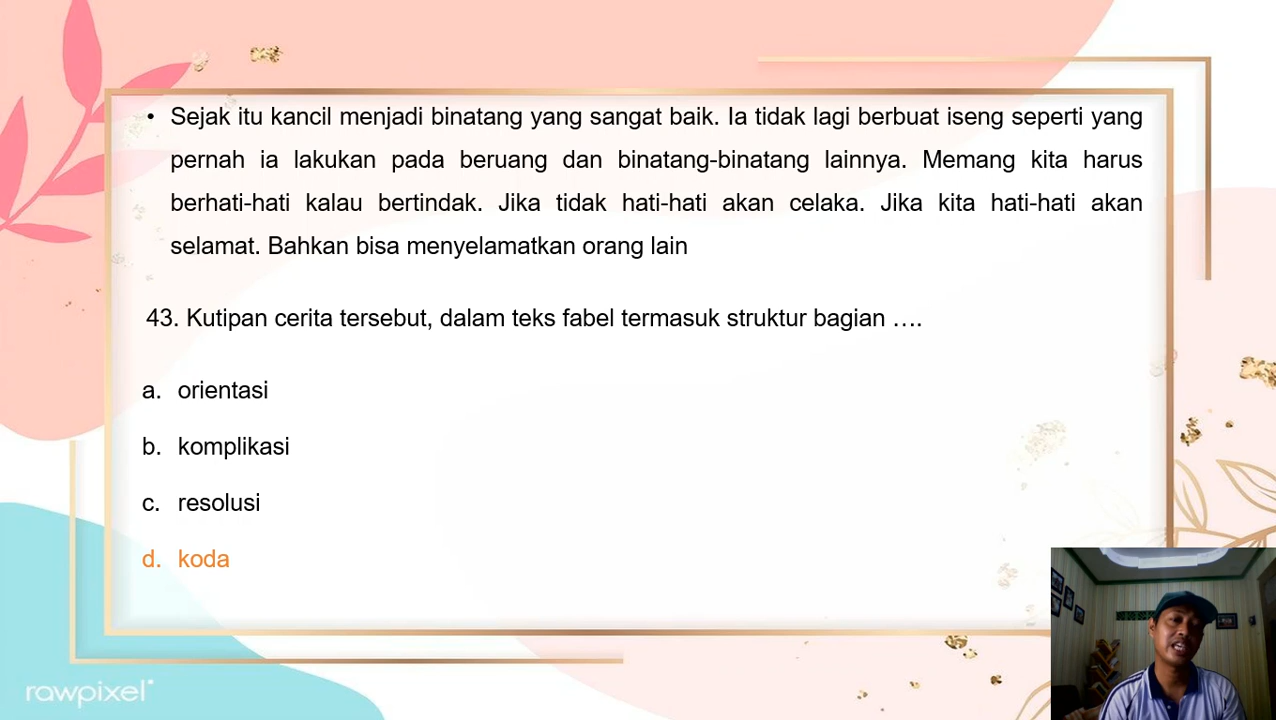 • Sejak itu kancil menjadi binatang yang sangat baik. Ia tidak lagi berbuat iseng seperti yang
pernah ia lakukan pada beruang dan binatang-binatang lainnya. Memang kita harus
berhati-hati kalau bertindak. Jika tidak hati-hati akan celaka. Jika kita hati-hati akan
selamat. Bahkan bisa menyelamatkan orang lain
43. Kutipan cerita tersebut, dalam teks fabel termasuk struktur bagian ….
a. orientasi
b. komplikasi
c. resolusi
d. koda
rawpixel